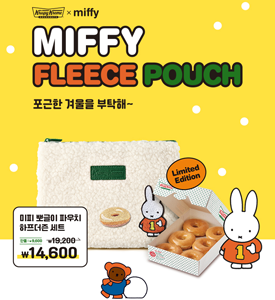 Krispy Kreme × miffy
MIFFY
FLEECE POUCH
포근한 겨울을 부탁해~
Limited
Edition
미피 뽀글이 파우치
하프더즌 세트
₩19,200
₩14,600